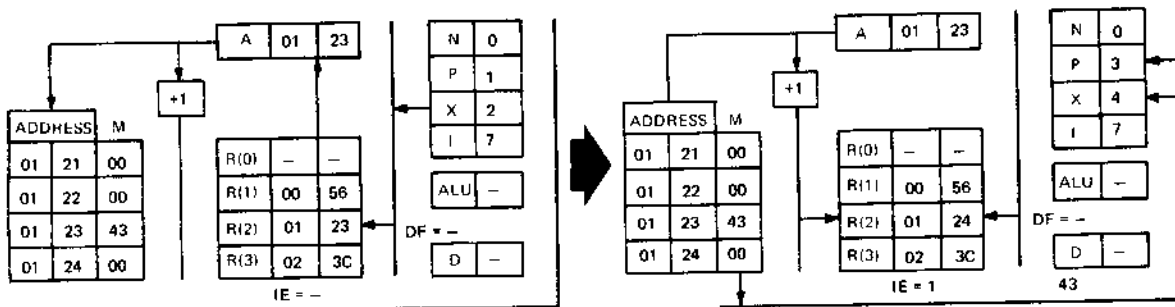 A 01 23
+1
ADDRESS M
01 21 00
01 22 00
01 23 43
01 24 00
R(0) – –
R(1) 00 56
R(2) 01 23
R(3) 02 3C
IE = –
N 0
P 1
X 2
I 7
ALU –
DF = –
D –
A 01 23
+1
ADDRESS M
01 21 00
01 22 00
01 23 43
01 24 00
R(0) – –
R(1) 00 56
R(2) 01 24
R(3) 02 3C
IE = 1
N 0
P 3
X 4
I 7
ALU –
DF = –
D –
43